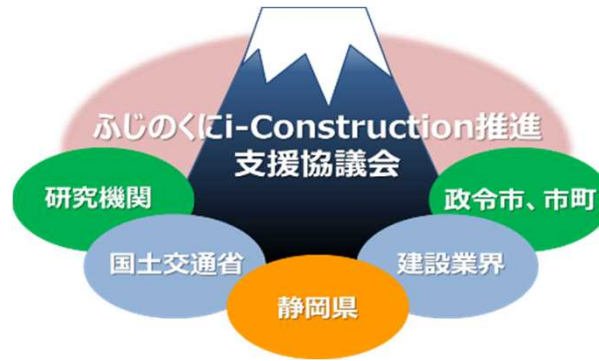 ふじのくにi-Construction推進
支援協議会
研究機関
政令市、市町
国土交通省
建設業界
静岡県